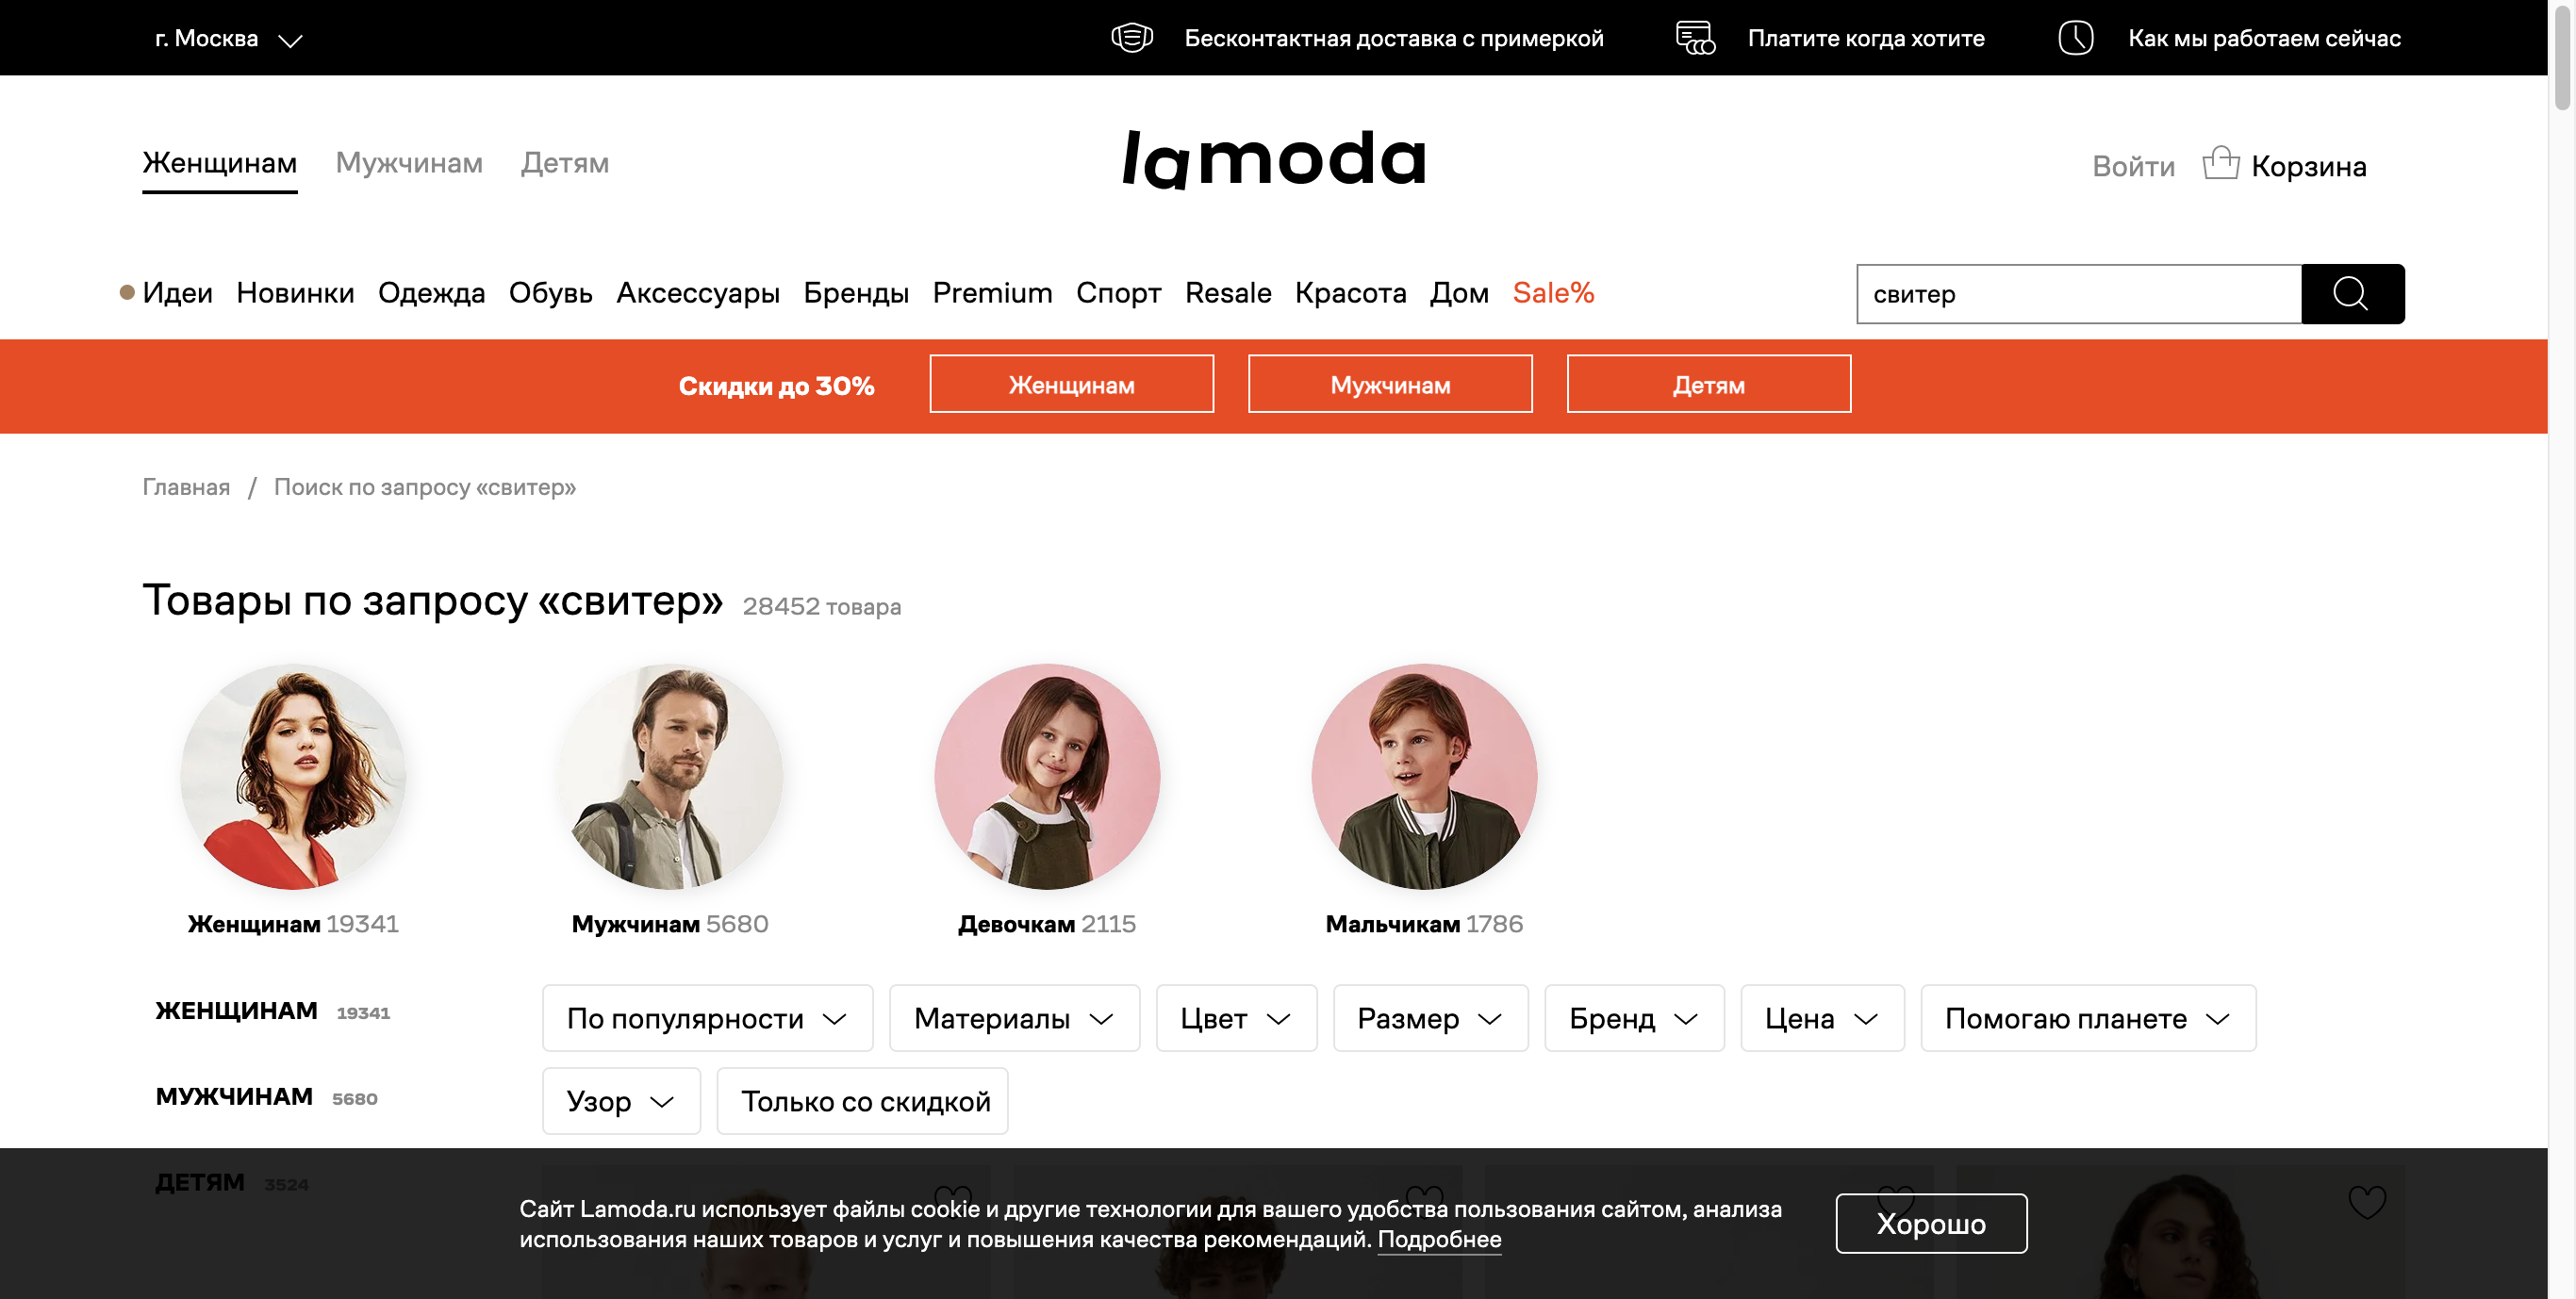 г. Москва
Бесконтактная доставка с примеркой
Платите когда хотите
Как мы работаем сейчас
Женщинам Мужчинам Детям
lamoda
Войти Корзина
Идеи Новинки Одежда Обувь Аксессуары Бренды Premium Спорт Resale Красота Дом Sale%
свитер
Скидки до 30% Женщинам Мужчинам Детям
Главная / Поиск по запросу «свитер»
Товары по запросу «свитер» 28452 товара
Женщинам 19341
Мужчинам 5680
Девочкам 2115
Мальчикам 1786
ЖЕНЩИНАМ 19341
МУЖЧИНАМ 5680
ДЕТЯМ 3524
По популярности Материалы Цвет Размер Бренд Цена Помогаю планете
Узор Только со скидкой
Сайт Lamoda.ru использует файлы cookie и другие технологии для вашего удобства пользования сайтом, анализа
использования наших товаров и услуг и повышения качества рекомендаций. Подробнее
Хорошо